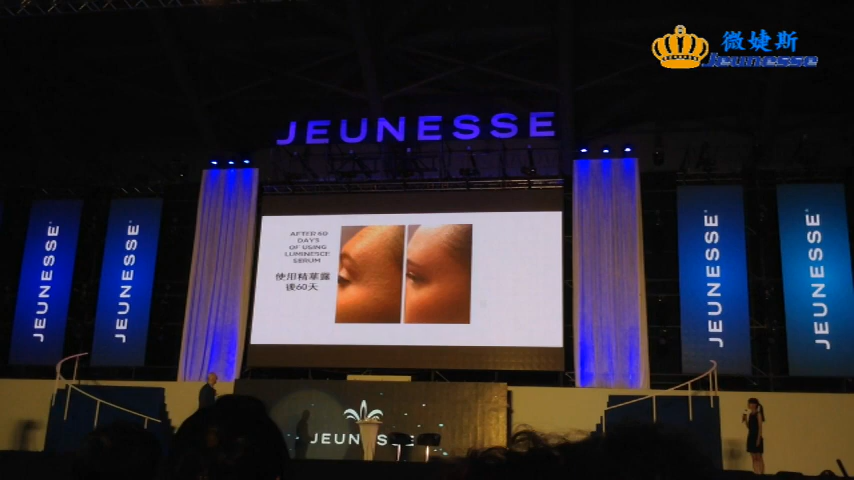 微婕斯
Jeunesse
JEUNESSE
JEUNESSE
JEUNESSE
JEUNESSE
JEUNESSE
AFTER 60
DAYS
OF USING
LUMINESCE
SERUM
使用精華露
後60天
JEUNESSE